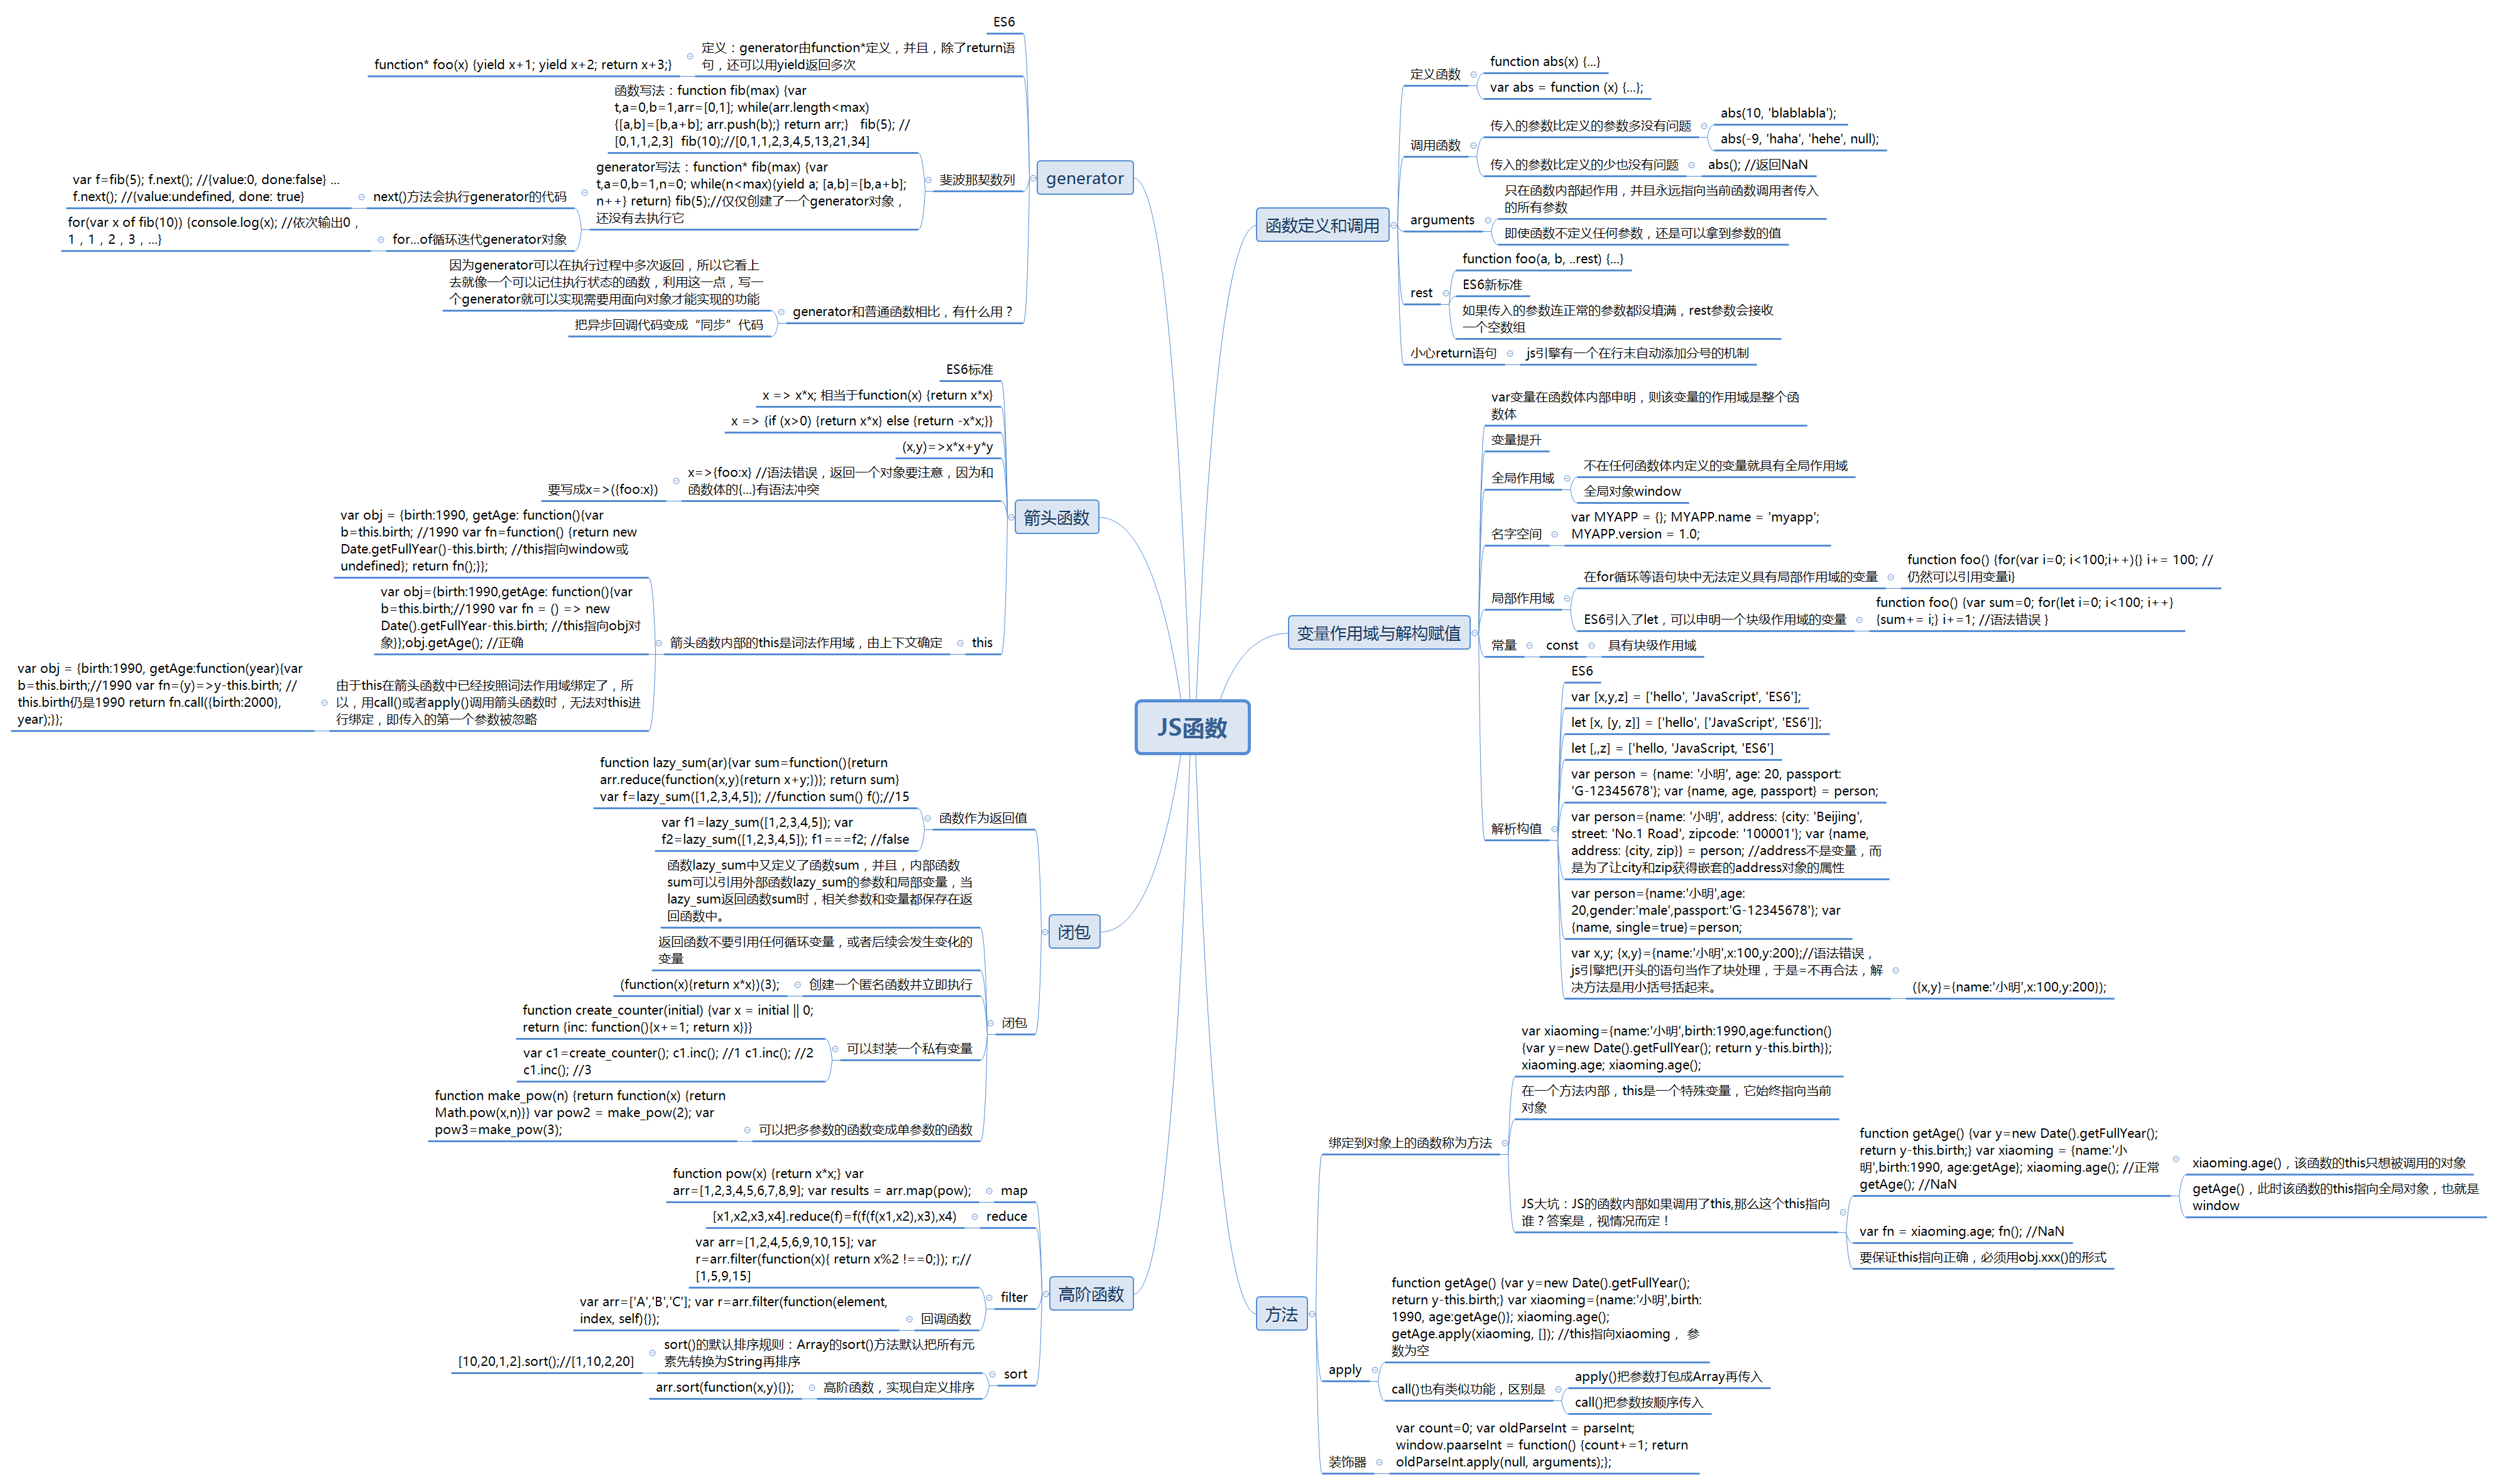 JS函数
函数定义和调用
定义函数
function abs(x) {...}
var abs = function (x) {...};
调用函数
传入的参数比定义的参数多没有问题
abs(10, 'blablabla');
abs(-9, 'haha', 'hehe', null);
传入的参数比定义的少也没有问题
abs(); //返回NaN
arguments
只在函数内部起作用，并且永远指向当前函数调用者传入
的所有参数
即使函数不定义任何参数，还是可以拿到参数的值
rest
function foo(a, b, ..rest) {...}
ES6新标准
如果传入的参数连正常的参数都没填满，rest参数会接收
一个空数组
小心return语句
js引擎有一个在行末自动添加分号的机制
变量作用域与解构赋值
var变量在函数体内部申明，则该变量的作用域是整个函
数体
变量提升
全局作用域
不在任何函数体内定义的变量就具有全局作用域
全局对象window
名字空间
var MYAPP = {}; MYAPP.name = 'myapp';
MYAPP.version = 1.0;
局部作用域
在for循环等语句块中无法定义具有局部作用域的变量
function foo() {for(var i=0; i<100;i++){} i+= 100; //
仍然可以引用变量i}
ES6引入了let，可以申明一个块级作用域的变量
function foo() {var sum=0; for(let i=0; i<100; i++)
{sum+= i;} i+=1; //语法错误 }
常量
const
具有块级作用域
解析构值
ES6
var [x,y,z] = ['hello', 'JavaScript', 'ES6'];
let [x, [y, z]] = ['hello', ['JavaScript', 'ES6']];
let [,,z] = ['hello, 'JavaScript, 'ES6']
var person = {name: '小明', age: 20, passport:
'G-12345678'}; var {name, age, passport} = person;
var person={name: '小明', address: {city: 'Beijing',
street: 'No.1 Road', zipcode: '100001'}; var {name,
address: {city, zip}} = person; //address不是变量，而
是为了让city和zip获得嵌套的address对象的属性
var person={name:'小明',age:
20,gender:'male',passport:'G-12345678'}; var
{name, single=true}=person;
var x,y; {x,y}={name:'小明',x:100,y:200};//语法错误，
js引擎把{开头的语句当作了块处理，于是=不再合法，解
决方法是用小括号括起来。
({x,y}={name:'小明',x:100,y:200});
方法
绑定到对象上的函数称为方法
var xiaoming={name:'小明',birth:1990,age:function()
{var y=new Date().getFullYear(); return y-this.birth}};
xiaoming.age; xiaoming.age();
在一个方法内部，this是一个特殊变量，它始终指向当前
对象
JS大坑：JS的函数内部如果调用了this,那么这个this指向
谁？答案是，视情况而定！
function getAge() {var y=new Date().getFullYear();
return y-this.birth;} var xiaoming = {name:'小
明',birth:1990, age:getAge}; xiaoming.age(); //正常
getAge(); //NaN
xiaoming.age()，该函数的this只想被调用的对象
getAge()，此时该函数的this指向全局对象，也就是
window
var fn = xiaoming.age; fn(); //NaN
要保证this指向正确，必须用obj.xxx()的形式
apply
function getAge() {var y=new Date().getFullYear();
return y-this.birth;} var xiaoming={name:'小明',birth:
1990, age:getAge()}; xiaoming.age();
getAge.apply(xiaoming, []); //this指向xiaoming， 参
数为空
call()也有类似功能，区别是
apply()把参数打包成Array再传入
call()把参数按顺序传入
装饰器
var count=0; var oldParseInt = parseInt;
window.paarseInt = function() {count+=1; return
oldParseInt.apply(null, arguments);};
generator
ES6
定义：generator由function*定义，并且，除了return语
句，还可以用yield返回多次
function* foo(x) {yield x+1; yield x+2; return x+3;}
斐波那契数列
函数写法：function fib(max) {var
t,a=0,b=1,arr=[0,1]; while(arr.length<max)
{[a,b]=[b,a+b]; arr.push(b);} return arr;}   fib(5); //
[0,1,1,2,3]  fib(10);//[0,1,1,2,3,4,5,13,21,34]
generator写法：function* fib(max) {var
t,a=0,b=1,n=0; while(n<max){yield a; [a,b]=[b,a+b];
n++} return} fib(5);//仅仅创建了一个generator对象，
还没有去执行它
next()方法会执行generator的代码
var f=fib(5); f.next(); //{value:0, done:false} ...
f.next(); //{value:undefined, done: true}
for...of循环迭代generator对象
for(var x of fib(10)) {console.log(x); //依次输出0，
1，1，2，3，...}
generator和普通函数相比，有什么用？
因为generator可以在执行过程中多次返回，所以它看上
去就像一个可以记住执行状态的函数，利用这一点，写一
个generator就可以实现需要用面向对象才能实现的功能
把异步回调代码变成“同步”代码
箭头函数
ES6标准
x => x*x; 相当于function(x) {return x*x}
x => {if (x>0) {return x*x} else {return -x*x;}}
(x,y)=>x*x+y*y
x=>{foo:x} //语法错误，返回一个对象要注意，因为和
函数体的{...}有语法冲突
要写成x=>({foo:x})
this
箭头函数内部的this是词法作用域，由上下文确定
var obj = {birth:1990, getAge: function(){var
b=this.birth; //1990 var fn=function() {return new
Date.getFullYear()-this.birth; //this指向window或
undefined}; return fn();}};
var obj={birth:1990,getAge: function(){var
b=this.birth;//1990 var fn = () => new
Date().getFullYear-this.birth; //this指向obj对
象}};obj.getAge(); //正确
由于this在箭头函数中已经按照词法作用域绑定了，所
以，用call()或者apply()调用箭头函数时，无法对this进
行绑定，即传入的第一个参数被忽略
var obj = {birth:1990, getAge:function(year){var
b=this.birth;//1990 var fn=(y)=>y-this.birth; //
this.birth仍是1990 return fn.call({birth:2000},
year);}};
闭包
函数作为返回值
function lazy_sum(ar){var sum=function(){return
arr.reduce(function(x,y){return x+y;})}; return sum}
var f=lazy_sum([1,2,3,4,5]); //function sum() f();//15
var f1=lazy_sum([1,2,3,4,5]); var
f2=lazy_sum([1,2,3,4,5]); f1===f2; //false
闭包
函数lazy_sum中又定义了函数sum，并且，内部函数
sum可以引用外部函数lazy_sum的参数和局部变量，当
lazy_sum返回函数sum时，相关参数和变量都保存在返
回函数中。
返回函数不要引用任何循环变量，或者后续会发生变化的
变量
创建一个匿名函数并立即执行
(function(x){return x*x})(3);
可以封装一个私有变量
function create_counter(initial) {var x = initial || 0;
return {inc: function(){x+=1; return x}}}
var c1=create_counter(); c1.inc(); //1 c1.inc(); //2
c1.inc(); //3
可以把多参数的函数变成单参数的函数
function make_pow(n) {return function(x) {return
Math.pow(x,n)}} var pow2 = make_pow(2); var
pow3=make_pow(3);
高阶函数
map
function pow(x) {return x*x;} var
arr=[1,2,3,4,5,6,7,8,9]; var results = arr.map(pow);
reduce
[x1,x2,x3,x4].reduce(f)=f(f(f(x1,x2),x3),x4)
filter
var arr=[1,2,4,5,6,9,10,15]; var
r=arr.filter(function(x){ return x%2 !==0;}); r;//
[1,5,9,15]
回调函数
var arr=['A','B','C']; var r=arr.filter(function(element,
index, self){});
sort
sort()的默认排序规则：Array的sort()方法默认把所有元
素先转换为String再排序
[10,20,1,2].sort();//[1,10,2,20]
高阶函数，实现自定义排序
arr.sort(function(x,y){});